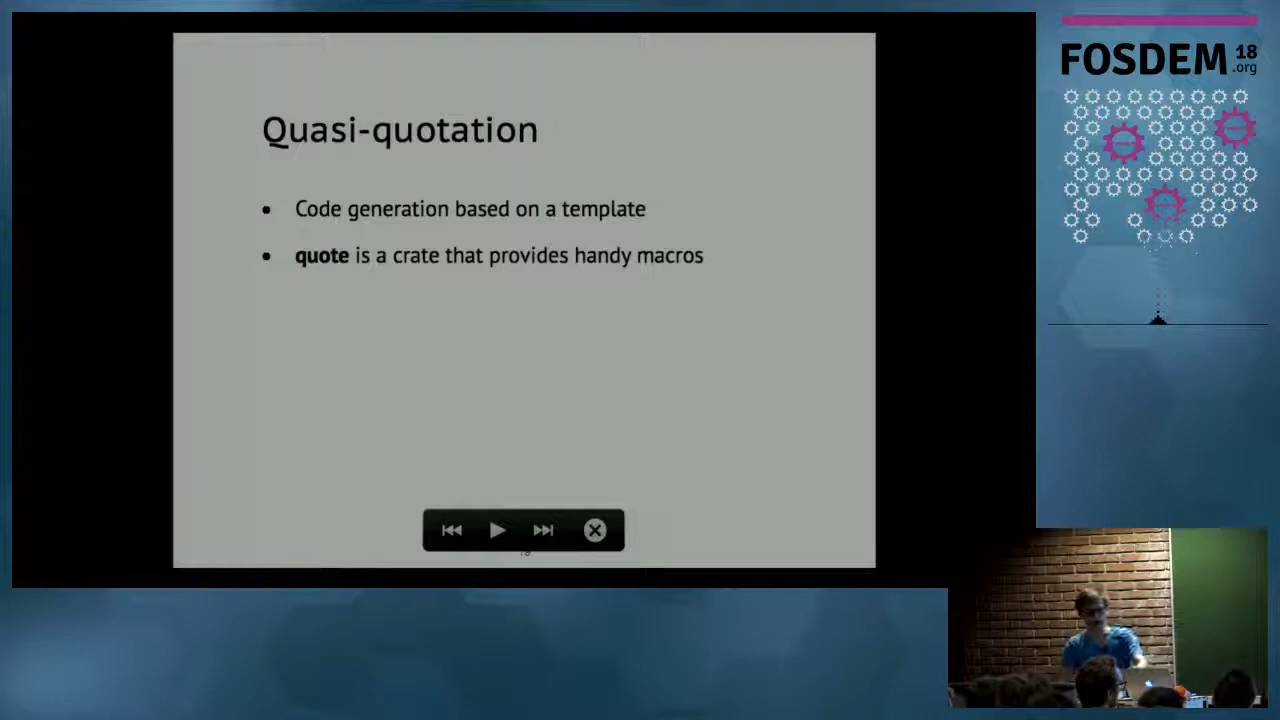 Quasi-quotation
• Code generation based on a template
• quote is a crate that provides handy macros
FOSDEM 18
.org